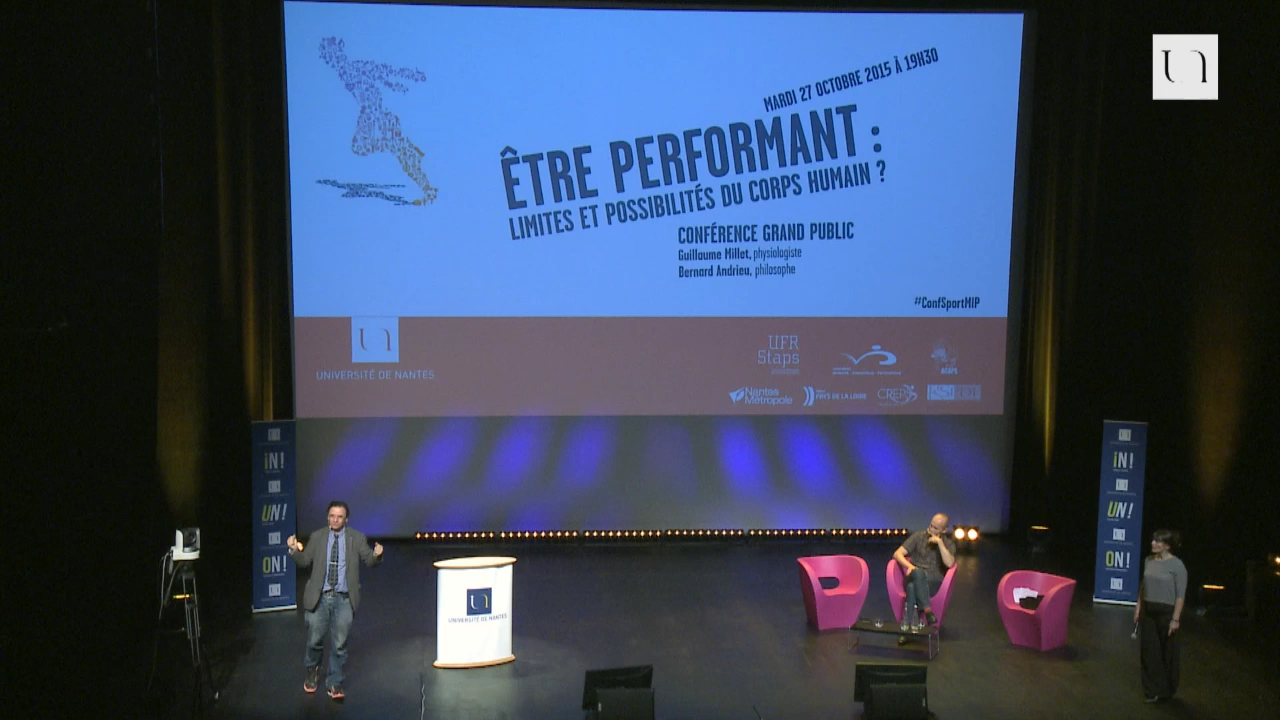 MARDI 27 OCTOBRE 2015 À 19H30
ÊTRE PERFORMANT :
LIMITES ET POSSIBILITÉS DU CORPS HUMAIN ?
CONFÉRENCE GRAND PUBLIC
Guillaume Millet, physiologiste
Bernard Andrieu, philosophe
#ConfSportMIP
UNIVERSITÉ DE NANTES
UFR
Staps
ACAPS
Nantes
Métropole
PAYS DE LA LOIRE
CREPS
iN!
UN!
ON!
UNIVERSITÉ DE NANTES
iN!
UN!
ON!